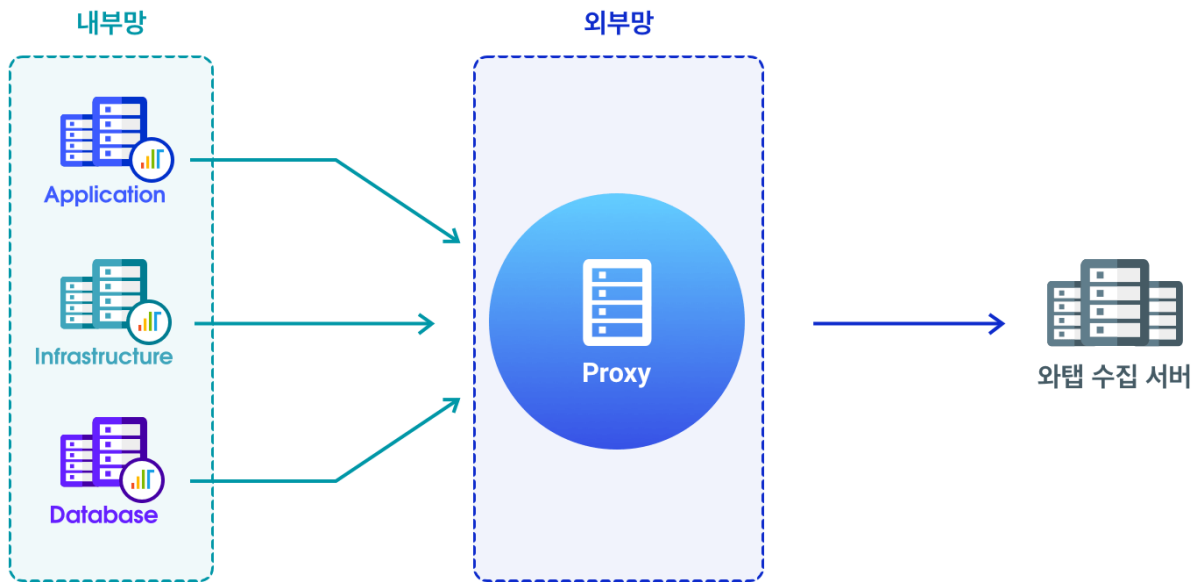 내부망
외부망
Application
Infrastructure
Database
Proxy
와탭 수집 서버